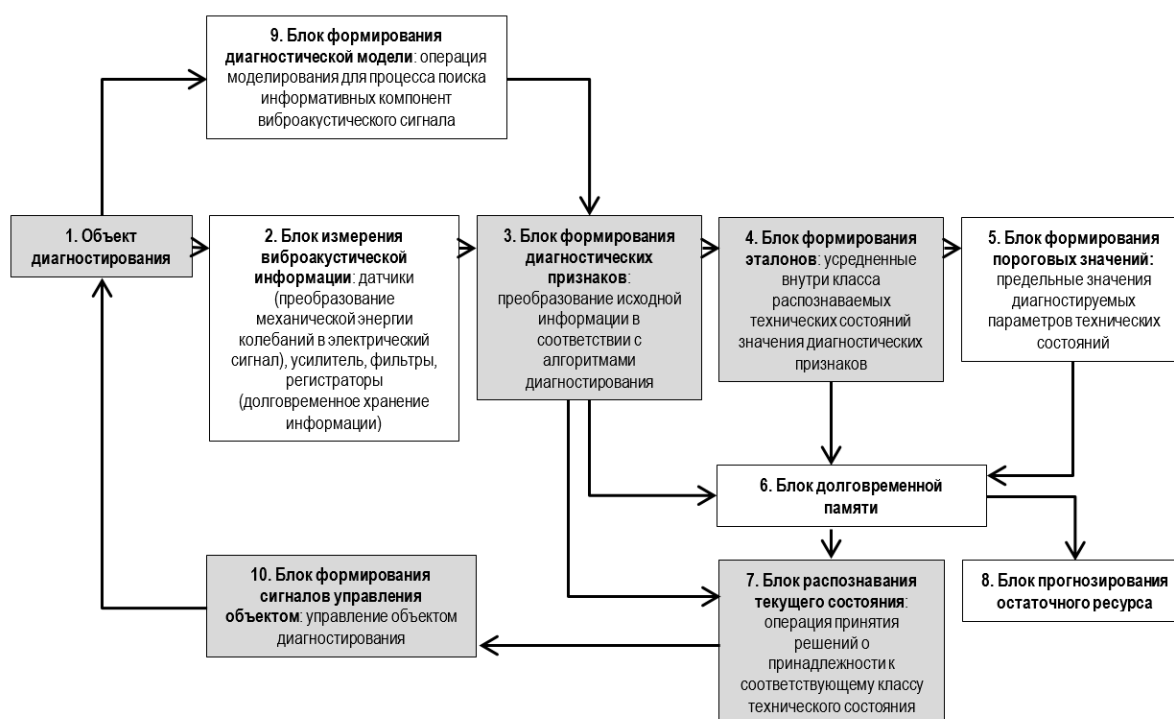 9. Блок формирования
диагностической модели: операция
моделирования для процесса поиска
информативных компонент
виброакустического сигнала
1. Объект
диагностирования
2. Блок измерения
виброакустической
информации: датчики
(преобразование
механической энергии
колебаний в электрический
сигнал), усилитель, фильтры,
регистраторы
(долговременное хранение
информации)
3. Блок формирования
диагностических
признаков:
преобразование исходной
информации в
соответствии с
алгоритмами
диагностирования
4. Блок формирования
эталонов: усредненные
внутри класса
распознаваемых
технических состояний
значения диагностических
признаков
5. Блок формирования
пороговых значений:
предельные значения
диагностируемых
параметров технических
состояний
6. Блок долговременной
памяти
10. Блок формирования
сигналов управления
объектом: управление объектом
диагностирования
7. Блок распознавания
текущего состояния:
операция принятия
решений о
принадлежности к
соответствующему классу
технического состояния
8. Блок прогнозирования
остаточного ресурса